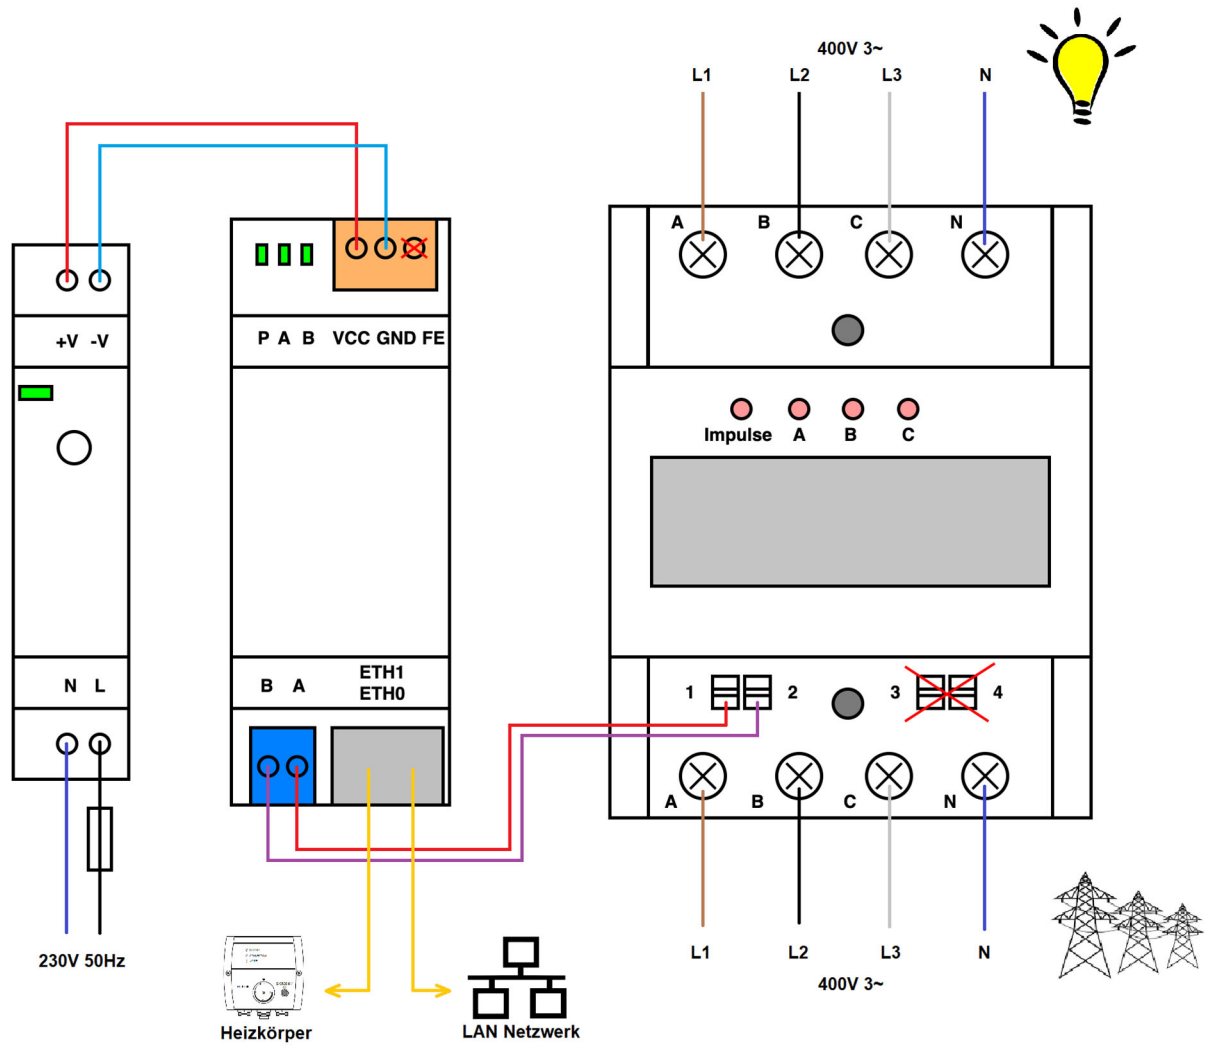 400V 3~
L1 L2 L3 N
A B C N
+V -V
P A B VCC GND FE
Impulse A B C
N L
B A ETH1
ETH0
1 2 3 4
A B C N
L1 L2 L3 N
230V 50Hz
400V 3~
Heizkörper
LAN Netzwerk